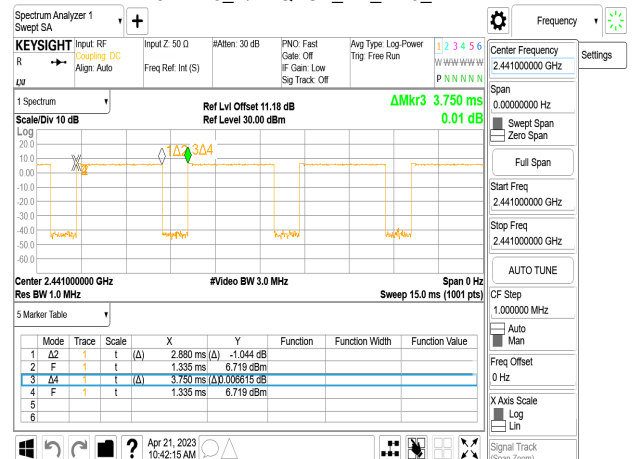 Spectrum Analyzer 1
Swept SA
Frequency
KEYSIGHT
R
Input: RF
Coupling: DC
Align: Auto
Input Z: 50 Ω
Freq Ref: Int (S)
#Atten: 30 dB
PNO: Fast
Gate: Off
IF Gain: Low
Sig Track: Off
Avg Type: Log-Power
Trig: Free Run
1 2 3 4 5 6
W W W W W W
P N N N N N
1 Spectrum
Scale/Div 10 dB
Log
Ref Lvl Offset 11.18 dB
Ref Level 30.00 dBm
ΔMkr3 3.750 ms
0.01 dB
20.0
10.0
0.00
-10.0
-20.0
-30.0
-40.0
-50.0
-60.0
1Δ2 3Δ4
Center 2.441000000 GHz
Res BW 1.0 MHz
#Video BW 3.0 MHz
Span 0 Hz
Sweep 15.0 ms (1001 pts)
5 Marker Table
Mode Trace Scale X Y Function Function Width Function Value
1 Δ2 1 t (Δ) 2.880 ms (Δ) -1.044 dB
2 F 1 t 1.335 ms 6.719 dBm
3 Δ4 1 t (Δ) 3.750 ms (Δ) 0.006615 dB
4 F 1 t 1.335 ms 6.719 dBm
5
6
Apr 21, 2023
10:42:15 AM
Center Frequency
2.441000000 GHz
Settings
Span
0.00000000 Hz
Swept Span
Zero Span
Full Span
Start Freq
2.441000000 GHz
Stop Freq
2.441000000 GHz
AUTO TUNE
CF Step
1.000000 MHz
Auto
Man
Freq Offset
0 Hz
X Axis Scale
Log
Lin
Signal Track
(Span Zoom)